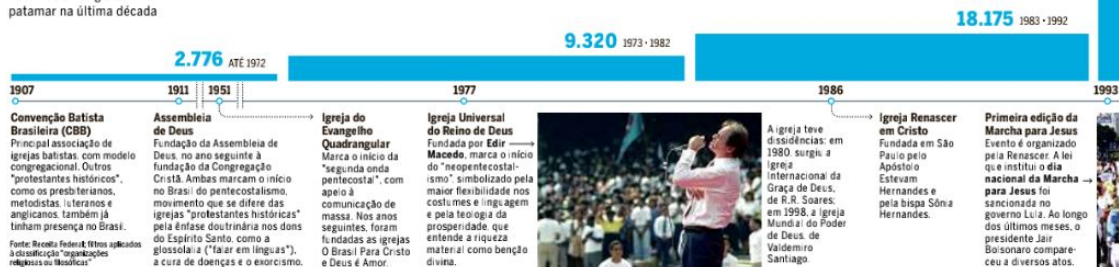 patamar na última década
2.776 ATÉ 1972
9.320 1973 · 1982
18.175 1983 · 1992
1907
1911
1951
1977
1986
1993
Convenção Batista
Brasileira (CBB)
Principal associação de
igrejas batistas, com modelo
congregacional. Outros
"protestantes históricos",
como os presbiterianos,
metodistas, luteranos e
anglicanos, também já
tinham presença no Brasil.
Fonte: Receita Federal; filtros aplicados
à classificação "organizações
religiosas ou filosóficas"
Assembleia
de Deus
Fundação da Assembleia de
Deus, no ano seguinte à
fundação da Congregação
Cristã. Ambas marcam o início
no Brasil do pentecostalismo,
movimento que se difere das
igrejas "protestantes históricas"
pela ênfase doutrinária nos dons
do Espírito Santo, como a
glossolalia ("falar em línguas"),
a cura de doenças e o exorcismo.
Igreja do
Evangelho
Quadrangular
Marca o início da
"segunda onda
pentecostal", com
apelo à
comunicação de
massa. Nos anos
seguintes, foram
fundadas as igrejas
O Brasil Para Cristo
e Deus é Amor.
Igreja Universal
do Reino de Deus
Fundada por Edir
Macedo, marca o início
do "neopentecostal-
ismo", simbolizado pela
maior flexibilidade nos
costumes e linguagem
e pela teologia da
prosperidade, que
entende a riqueza
material como benção
divina.
A igreja teve
dissidências: em
1980, surgiu a
Igreja
Internacional da
Graça de Deus,
de R.R. Soares;
em 1998, a Igreja
Mundial do Poder
de Deus, de
Valdemiro
Santiago.
Igreja Renascer
em Cristo
Fundada em São
Paulo pelo
Apóstolo
Estevam
Hernandes e
pela bispa Sônia
Hernandes.
Primeira edição da
Marcha para Jesus
Evento é organizado
pela Renascer. A lei
que institui o dia
nacional da Marcha
para Jesus foi
sancionada no
governo Lula. Ao longo
dos últimos meses, o
presidente Jair
Bolsonaro compare-
ceu a diversos atos.